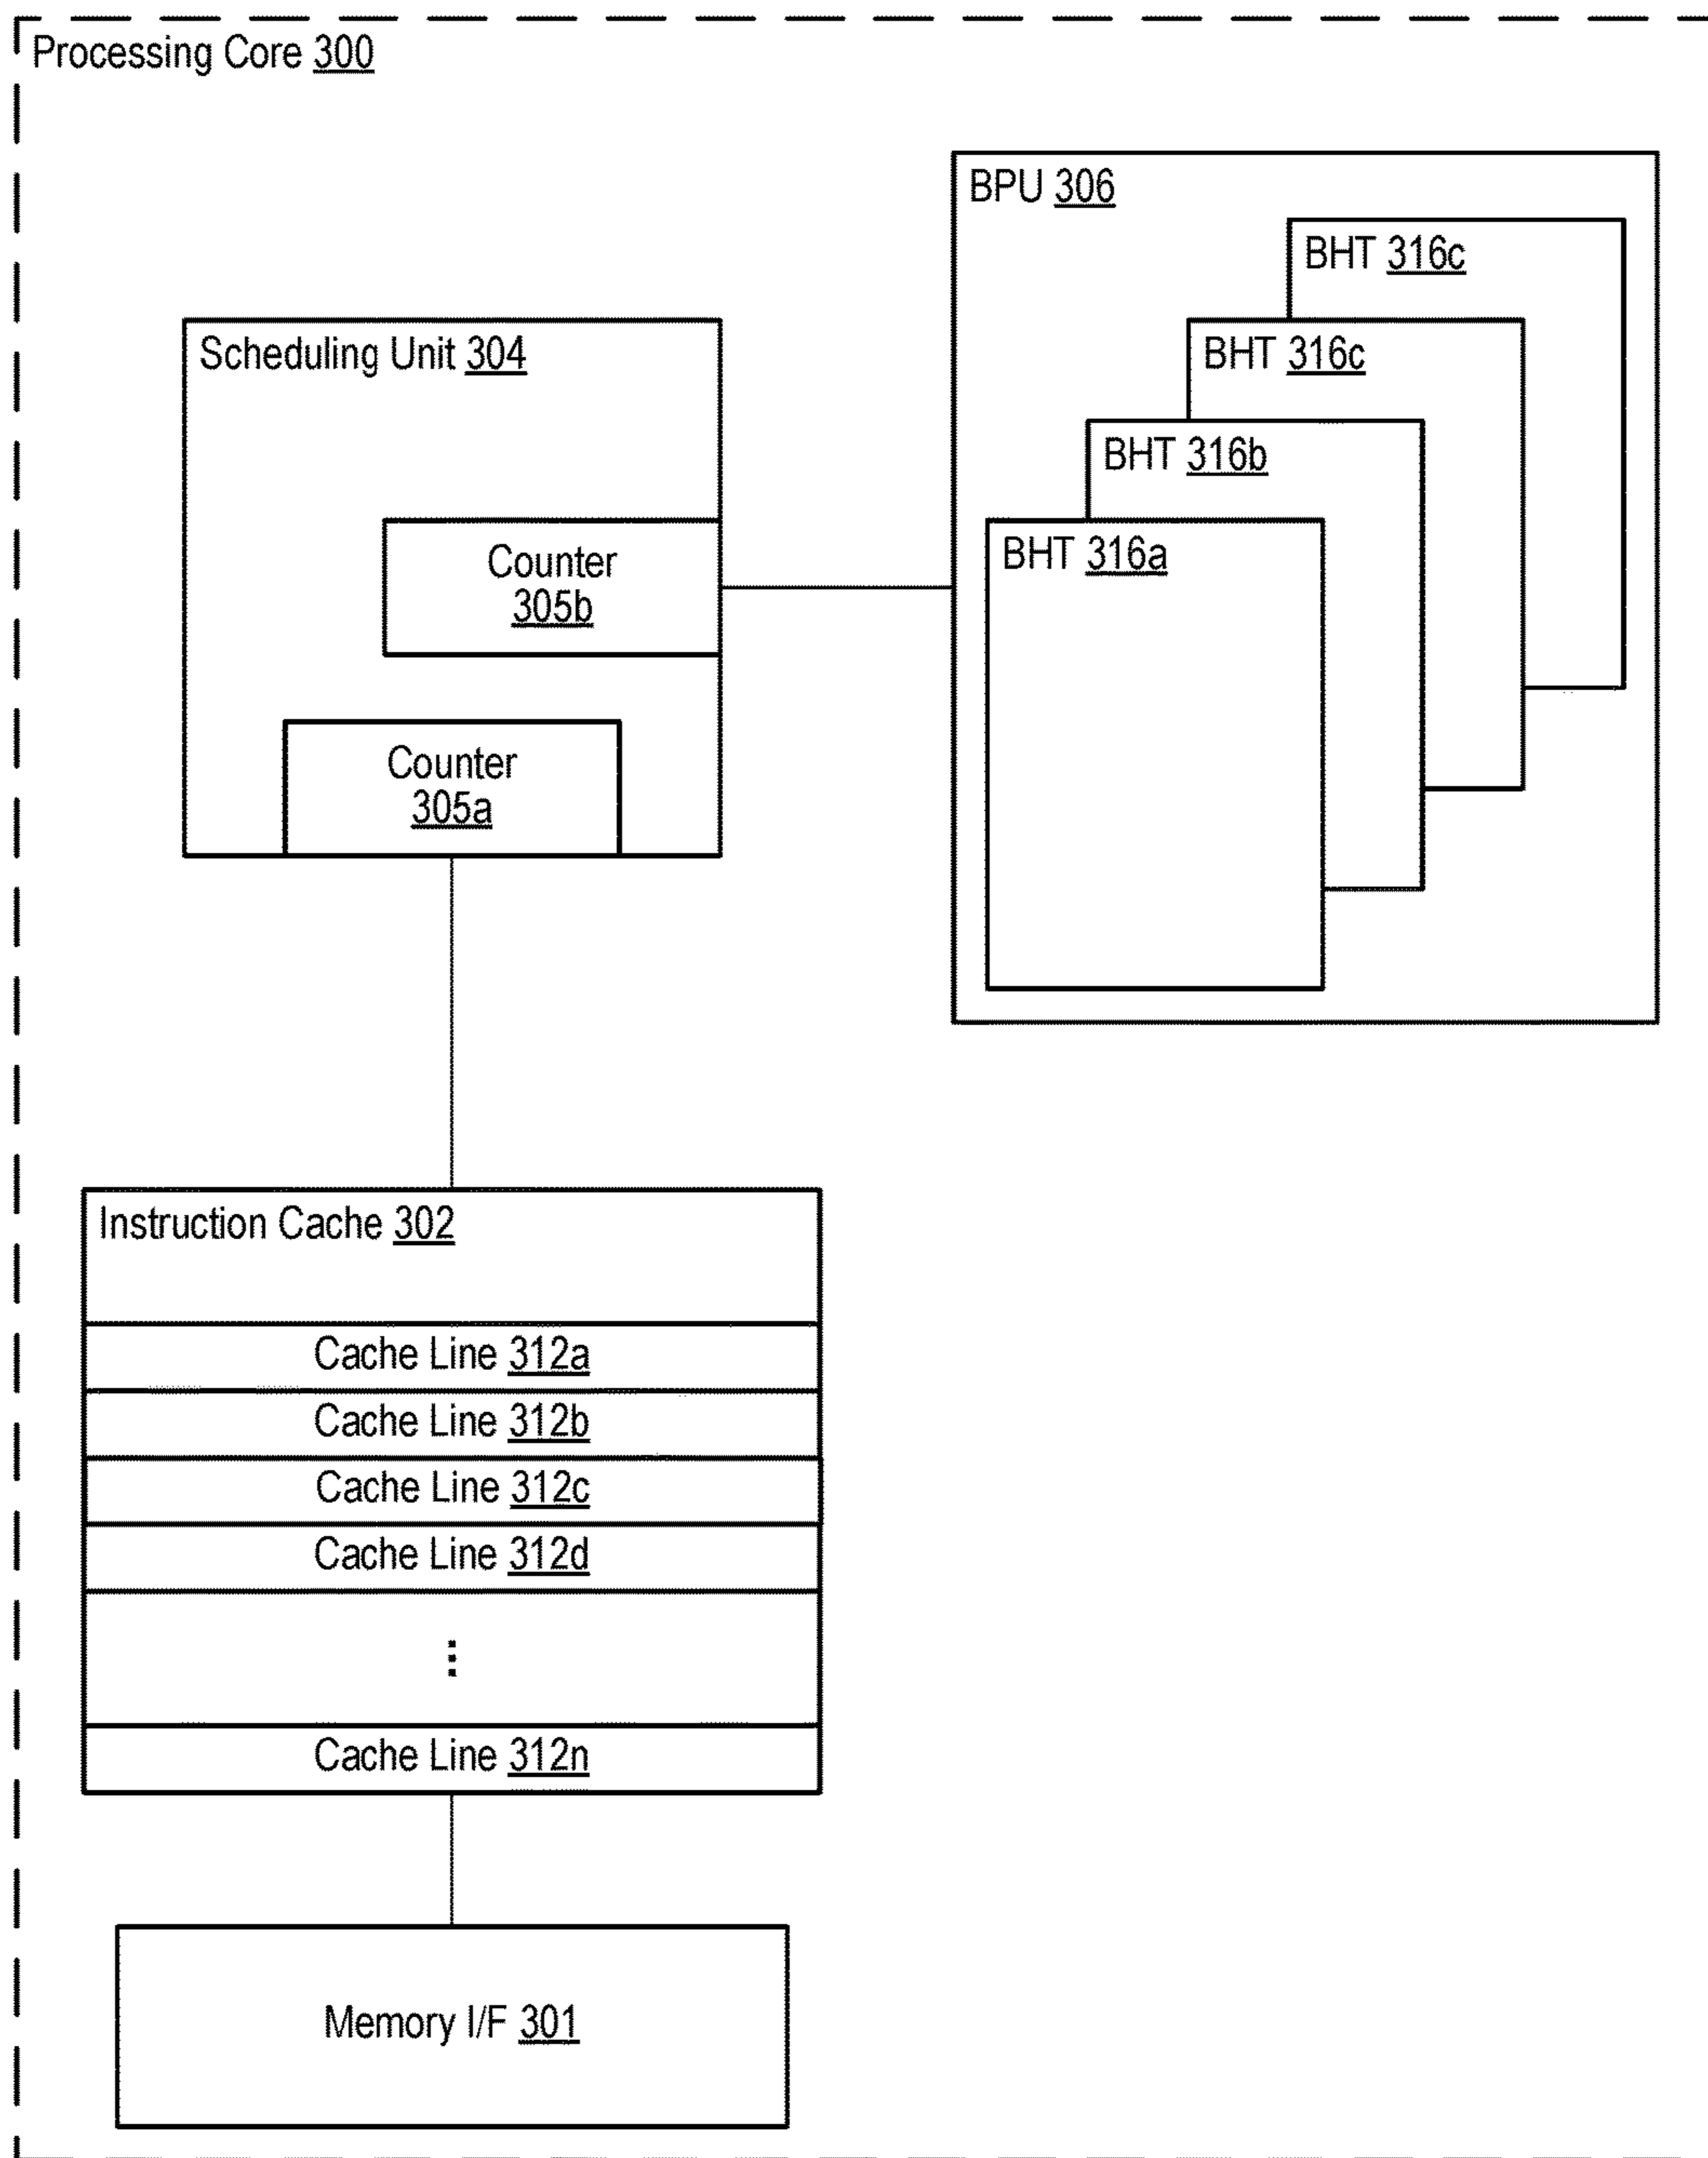 Processing Core 300
BPU 306
BHT 316c
Scheduling Unit 304
BHT 316c
BHT 316b
Counter
305b
BHT 316a
Counter
305a
Instruction Cache 302
Cache Line 312a
Cache Line 312b
Cache Line 312c
Cache Line 312d
⋮
Cache Line 312n
Memory I/F 301